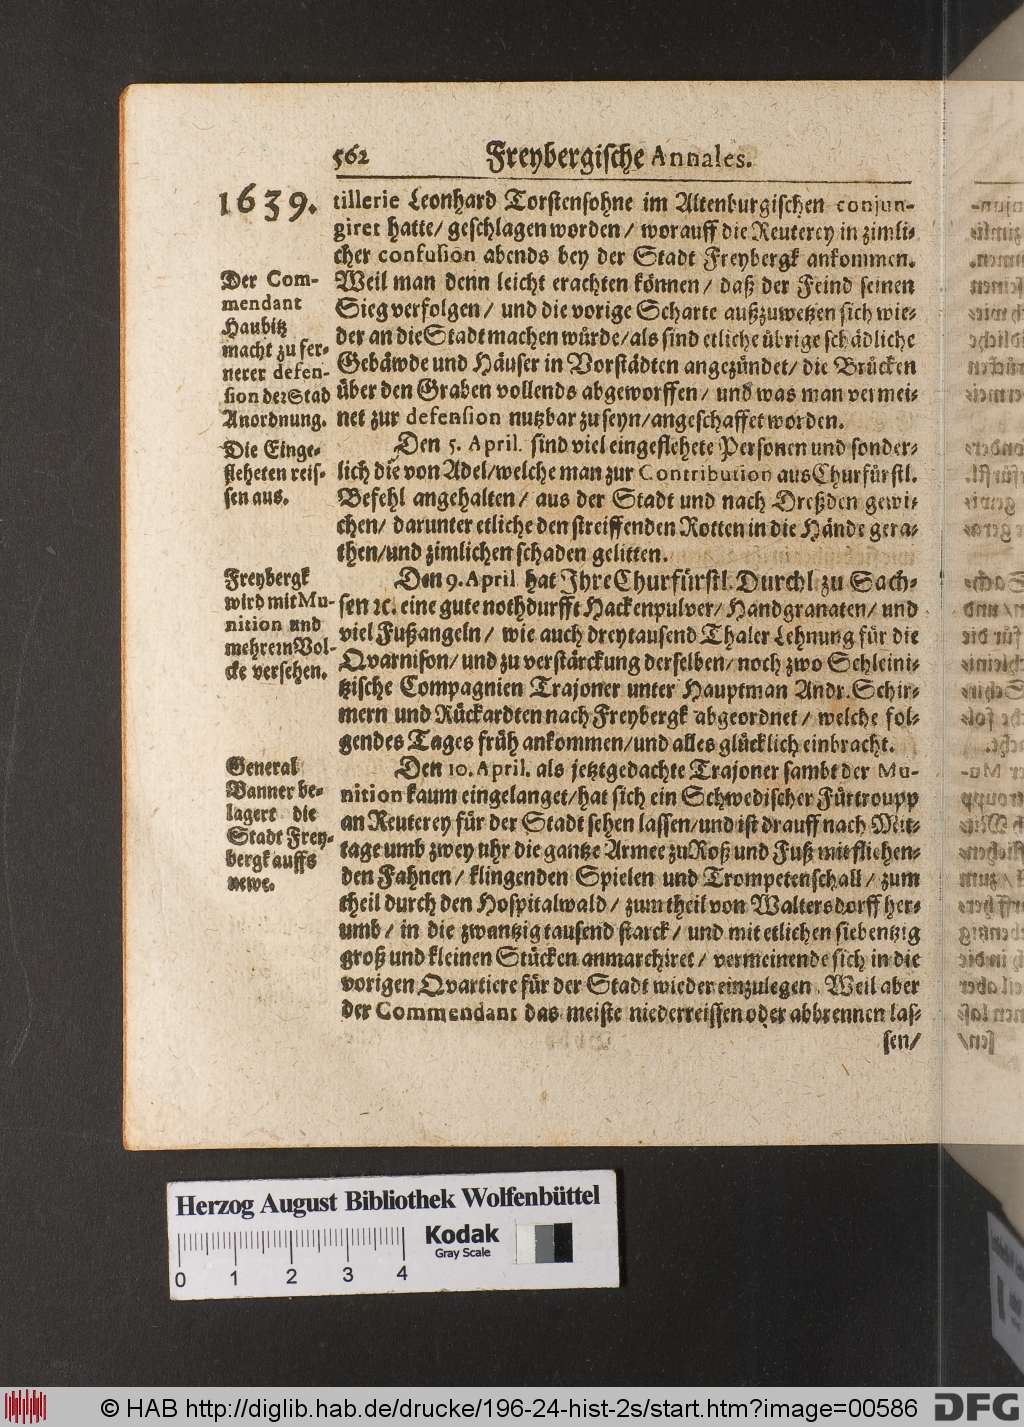 562 Freybergische Annales.
1639.
tillerie Leonhard Torstensohne im Altenburgischen conjun-
giret hatte/ geschlagen worden/ worauff die Reuterey in zimli-
cher confusion abends bey der Stadt Freybergk ankommen.
Weil man denn leicht erachten können/ daß der Feind seinen
Sieg verfolgen/ und die vorige Scharte außzuwetzen sich wie-
der an die Stadt machen würde/als sind etliche übrige schädliche
Gebäwde und Häuser in Vorstädten angezündet/ die Brücken
über den Graben vollends abgeworffen/ und was man vermei-
net zur defension nutzbar zu seyn/angeschaffet worden.
Der Com-
mendant
Haubitz
macht zu fer-
nerer defen-
sion der Stad
Anordnung.
Den 5. April. sind viel eingeflehete Personen und sonder-
lich die von Adel/welche man zur Contribution aus Churfürstl.
Befehl angehalten/ aus der Stadt und nach Dreßden gewi-
chen/ darunter etliche den streiffenden Rotten in die Hände gera-
then/und zimlichen schaden gelitten.
Die Einge-
fleheten reis-
sen aus.
Den 9. April hat Ihre Churfürstl. Durchl. zu Sach-
sen ꝛc. eine gute nothdurfft Hackenpulver/ Handgranaten/ und
viel Fußangeln/ wie auch dreytausend Thaler Lehnung für die
Qvarnison/ und zu verstärckung derselben/ noch zwo Schleini-
tzische Compagnien Trajoner unter Hauptman Andr. Schir-
mern und Rückardten nach Freybergk abgeordnet/ welche fol-
gendes Tages früh ankommen/und alles glücklich einbracht.
Freybergk
wird mit Mu-
nition und
mehrem Vol-
cke versehen.
Den 10. April. als jetztgedachte Trajoner sambt der Mu-
nition kaum eingelanget/hat sich ein Schwedischer Fürtroupp
an Reuterey für der Stadt sehen lassen/und ist drauff nach Mit-
tage umb zwey uhr die gantze Armee zu Roß und Fuß mit fliehen-
den Fahnen/ klingenden Spielen und Trompetenschall/ zum
theil durch den Hospitalwald/ zum theil von Waltersdorff her-
umb/ in die zwantzig tausend starck/ und mit etlichen siebentzig
groß und kleinen Stücken anmarchiret/ vermeinende sich in die
vorigen Qvartiere für der Stadt wieder einzulegen. Weil aber
der Commendant das meiste niederreissen oder abbrennen las-
sen/
General
Banner be-
lagert die
Stadt Frey-
bergk auffs
newe.
Herzog August Bibliothek Wolfenbüttel
Kodak
Gray Scale
0 1 2 3 4
© HAB http://diglib.hab.de/drucke/196-24-hist-2s/start.htm?image=00586
DFG